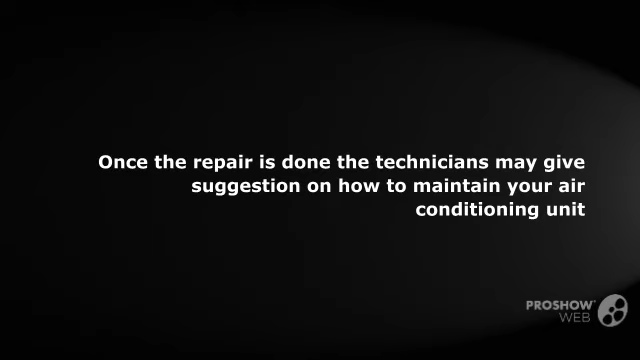 Once the repair is done the technicians may give
suggestion on how to maintain your air
conditioning unit
PROSHOW™
WEB